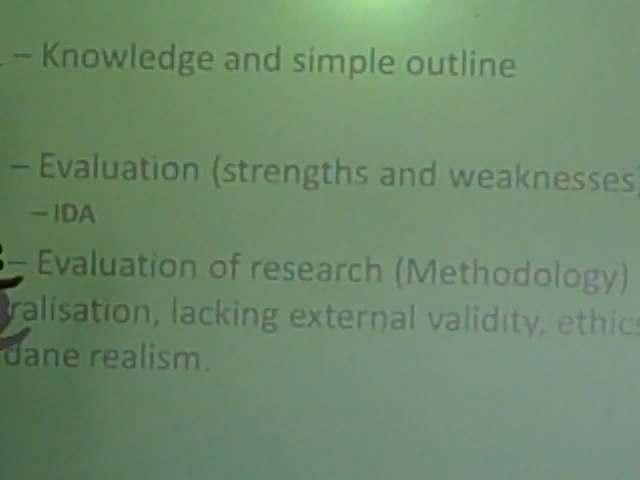 – Knowledge and simple outline
– Evaluation (strengths and weaknesses)
– IDA
– Evaluation of research (Methodology)
ralisation, lacking external validity, ethics
dane realism.